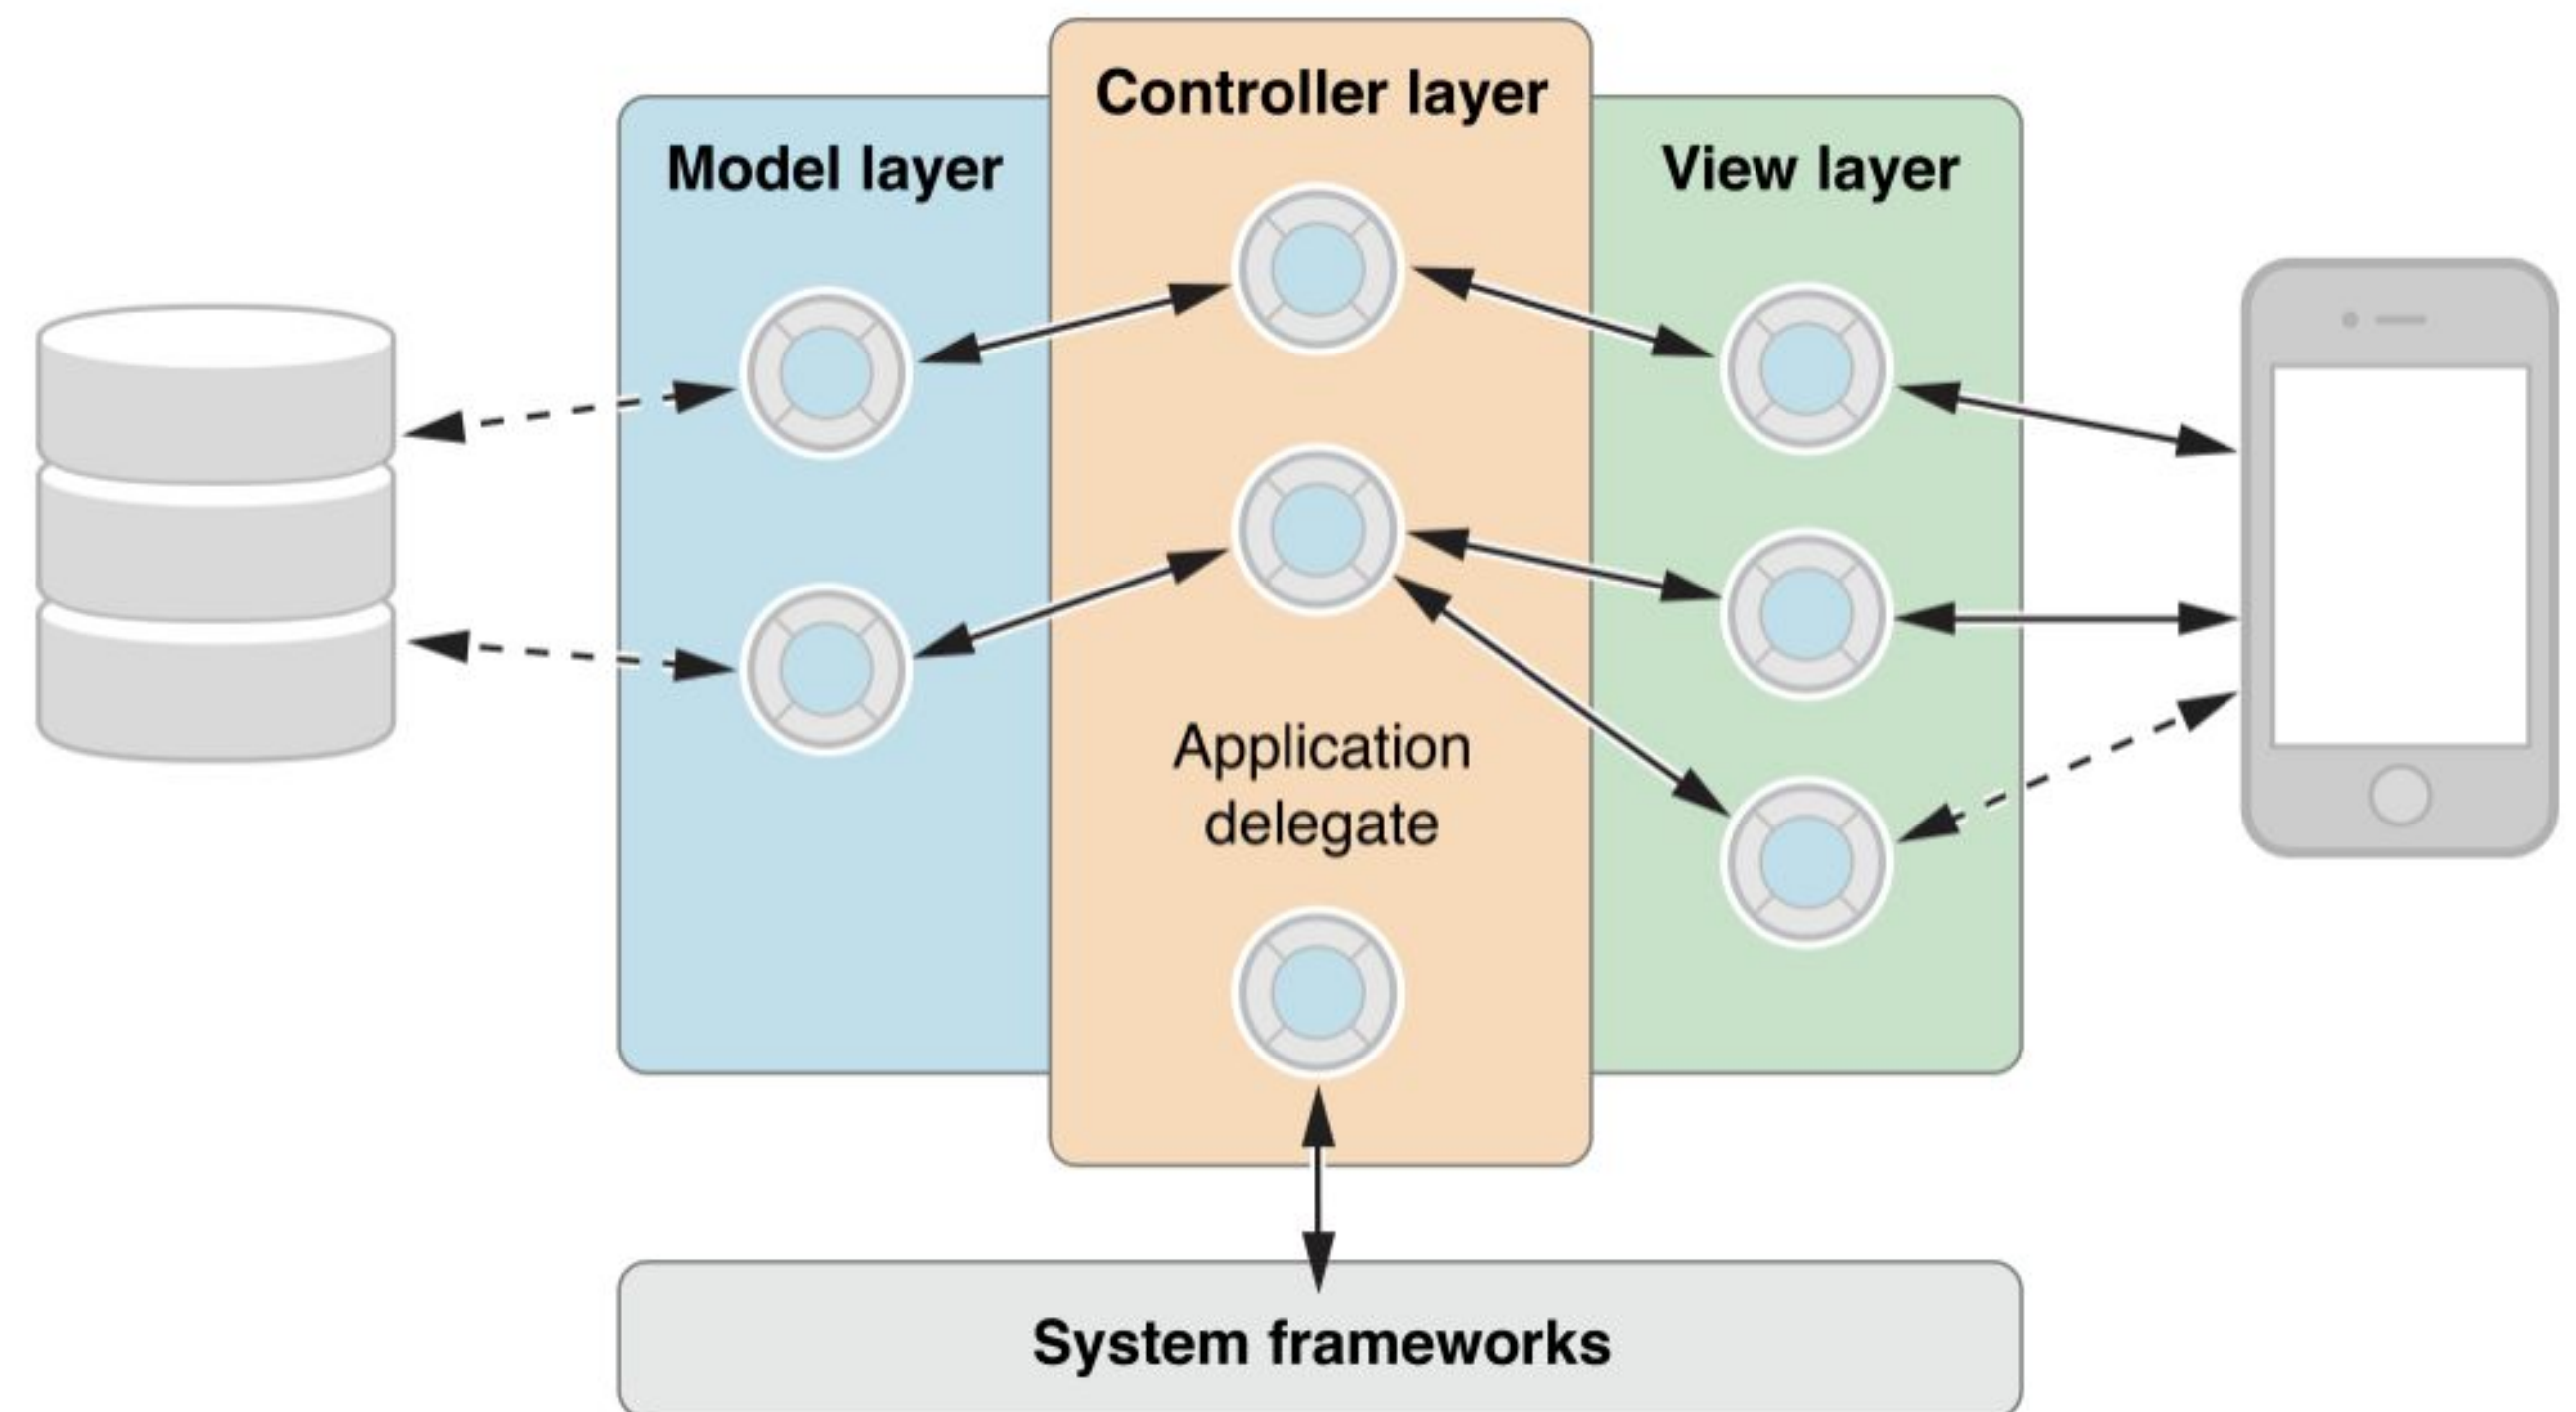 Controller layer
Model layer
View layer
Application
delegate
System frameworks